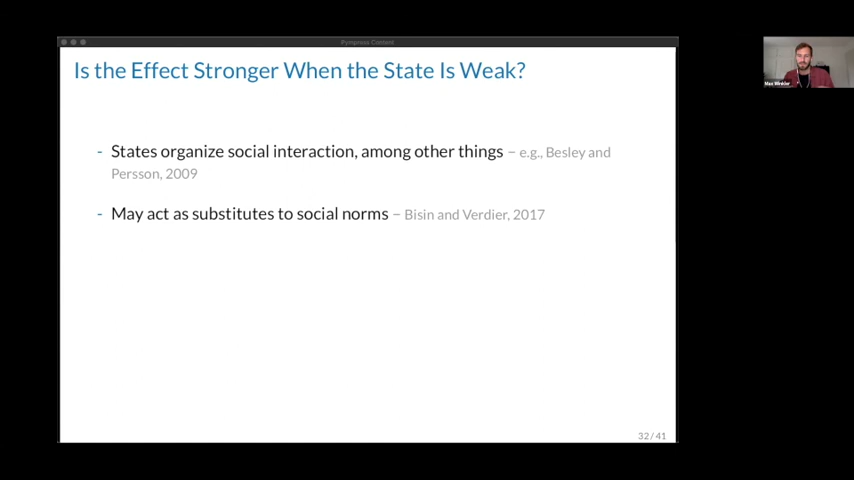 Pympress Content
Is the Effect Stronger When the State Is Weak?
- States organize social interaction, among other things – e.g., Besley and
Persson, 2009
- May act as substitutes to social norms – Bisin and Verdier, 2017
32/41
Max Winkler